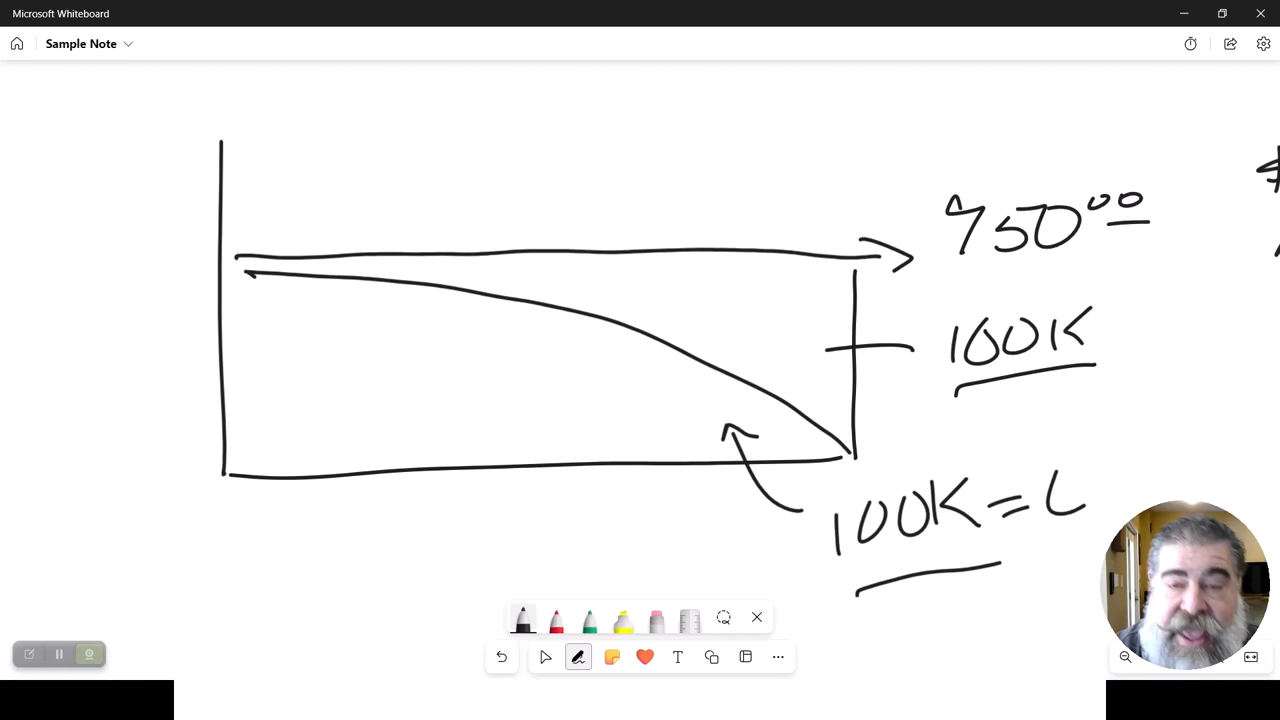 Microsoft Whiteboard
Sample Note
750⁰⁰
100K
100K = L